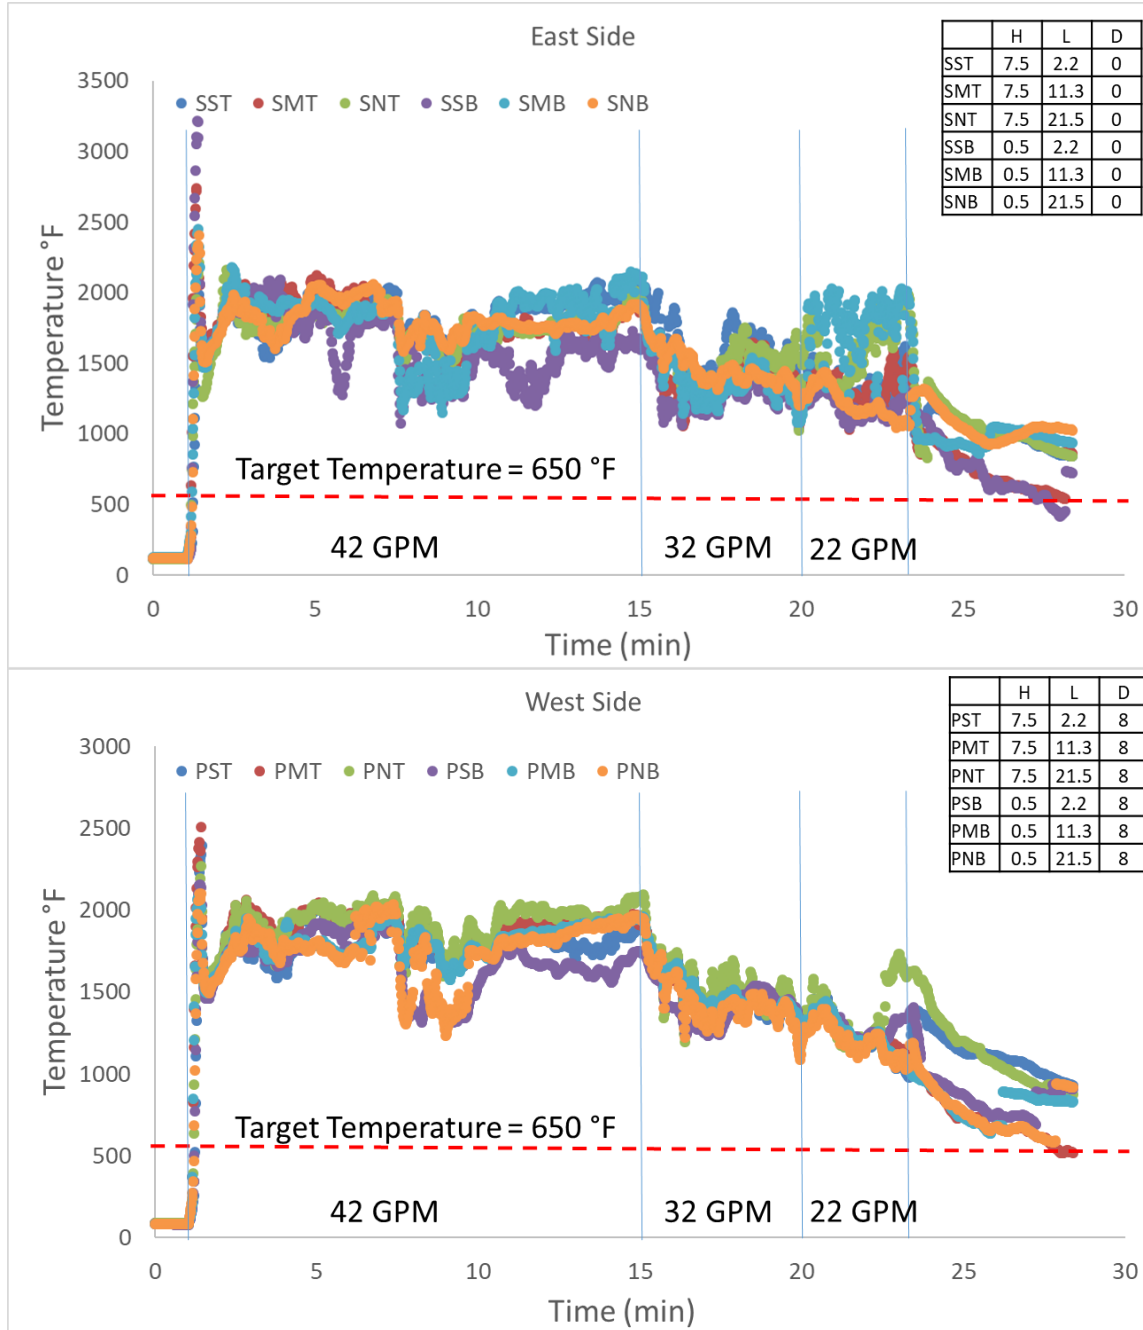 East Side
H L D
SST 7.5 2.2 0
SMT 7.5 11.3 0
SNT 7.5 21.5 0
SSB 0.5 2.2 0
SMB 0.5 11.3 0
SNB 0.5 21.5 0
3500
SST SMT SNT SSB SMB SNB
3000
2500
2000
1500
1000
500
0
Temperature °F
Target Temperature = 650 °F
42 GPM 32 GPM 22 GPM
0 5 10 15 20 25 30
Time (min)
West Side
H L D
PST 7.5 2.2 8
PMT 7.5 11.3 8
PNT 7.5 21.5 8
PSB 0.5 2.2 8
PMB 0.5 11.3 8
PNB 0.5 21.5 8
3000
PST PMT PNT PSB PMB PNB
2500
2000
1500
1000
500
0
Temperature °F
Target Temperature = 650 °F
42 GPM 32 GPM 22 GPM
0 5 10 15 20 25 30
Time (min)